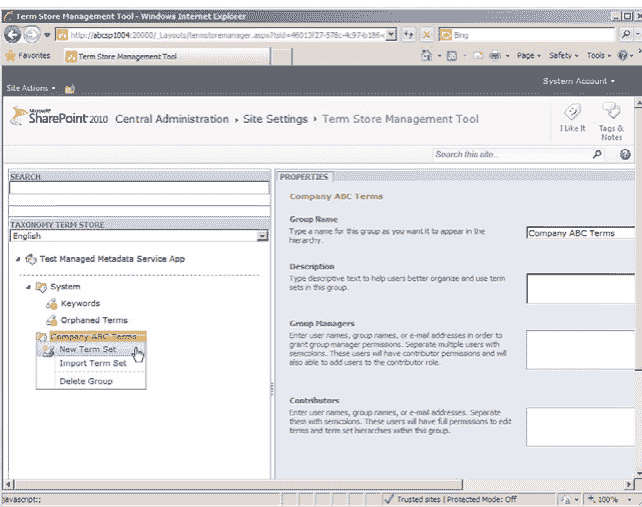 Term Store Management Tool - Windows Internet Explorer
http://abcsp1004:20000/_Layouts/termstoremanager.aspx?tsid=46013f27-578c-4c97-b186-
Bing
Favorites
Term Store Management Tool
Page
Safety
Tools
System Account
Site Actions
Microsoft
SharePoint 2010
Central Administration
Site Settings
Term Store Management Tool
I Like It
Tags & Notes
Search this site...
SEARCH
PROPERTIES
Company ABC Terms
TAXONOMY TERM STORE
English
Test Managed Metadata Service App
System
Keywords
Orphaned Terms
Company ABC Terms
New Term Set
Import Term Set
Delete Group
Group Name
Type a name for this group as you want it to appear in the
hierarchy.
Company ABC Terms
Description
Type descriptive text to help users better organize and use term
sets in this group.
Group Managers
Enter user names, group names, or e-mail addresses in order to
grant group manager permissions. Separate multiple users with
semicolons. These users will have contributor permissions and will
also able to add users to the contributor role.
Contributors
Enter user names, group names, or e-mail addresses. Separate
them with semicolons. These users will have full permissions to edit
terms and term set hierarchies within this group.
javascript:;
Trusted sites | Protected Mode: Off
100%